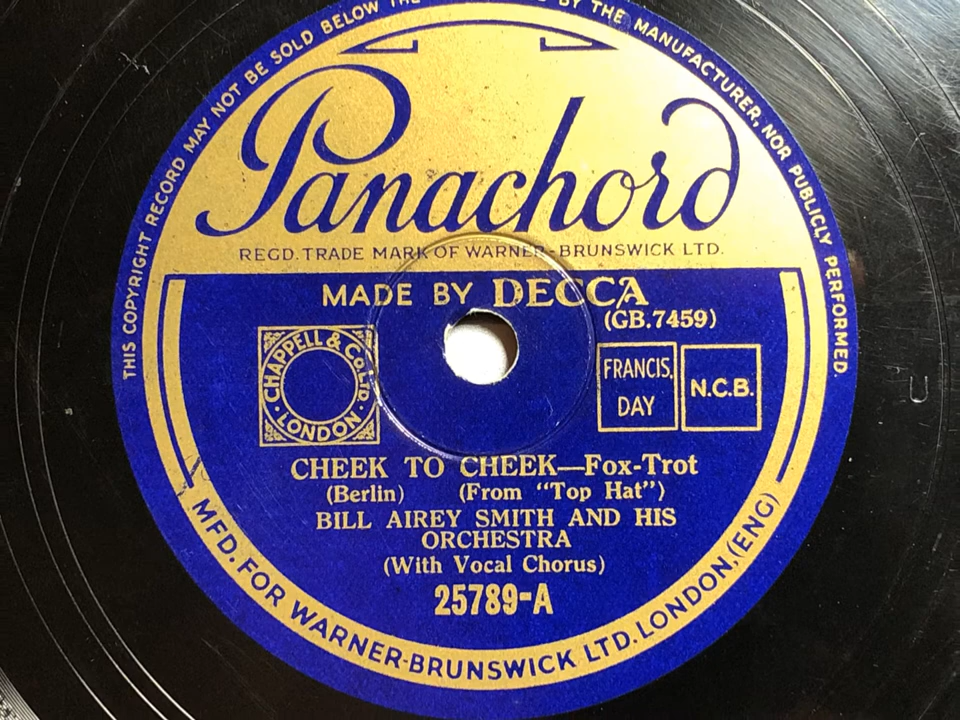 THIS COPYRIGHT RECORD MAY NOT BE SOLD BELOW THE BY THE MANUFACTURER, NOR PUBLICLY PERFORMED.
Panachord
REGD. TRADE MARK OF WARNER-BRUNSWICK LTD.
MADE BY DECCA
(GB.7459)
CHAPPELL & CO LTD.
· LONDON ·
FRANCIS,
DAY
N.C.B.
CHEEK TO CHEEK—Fox-Trot
(Berlin) (From "Top Hat")
BILL AIREY SMITH AND HIS
ORCHESTRA
(With Vocal Chorus)
25789-A
MFD. FOR WARNER-BRUNSWICK LTD. LONDON, (ENG)